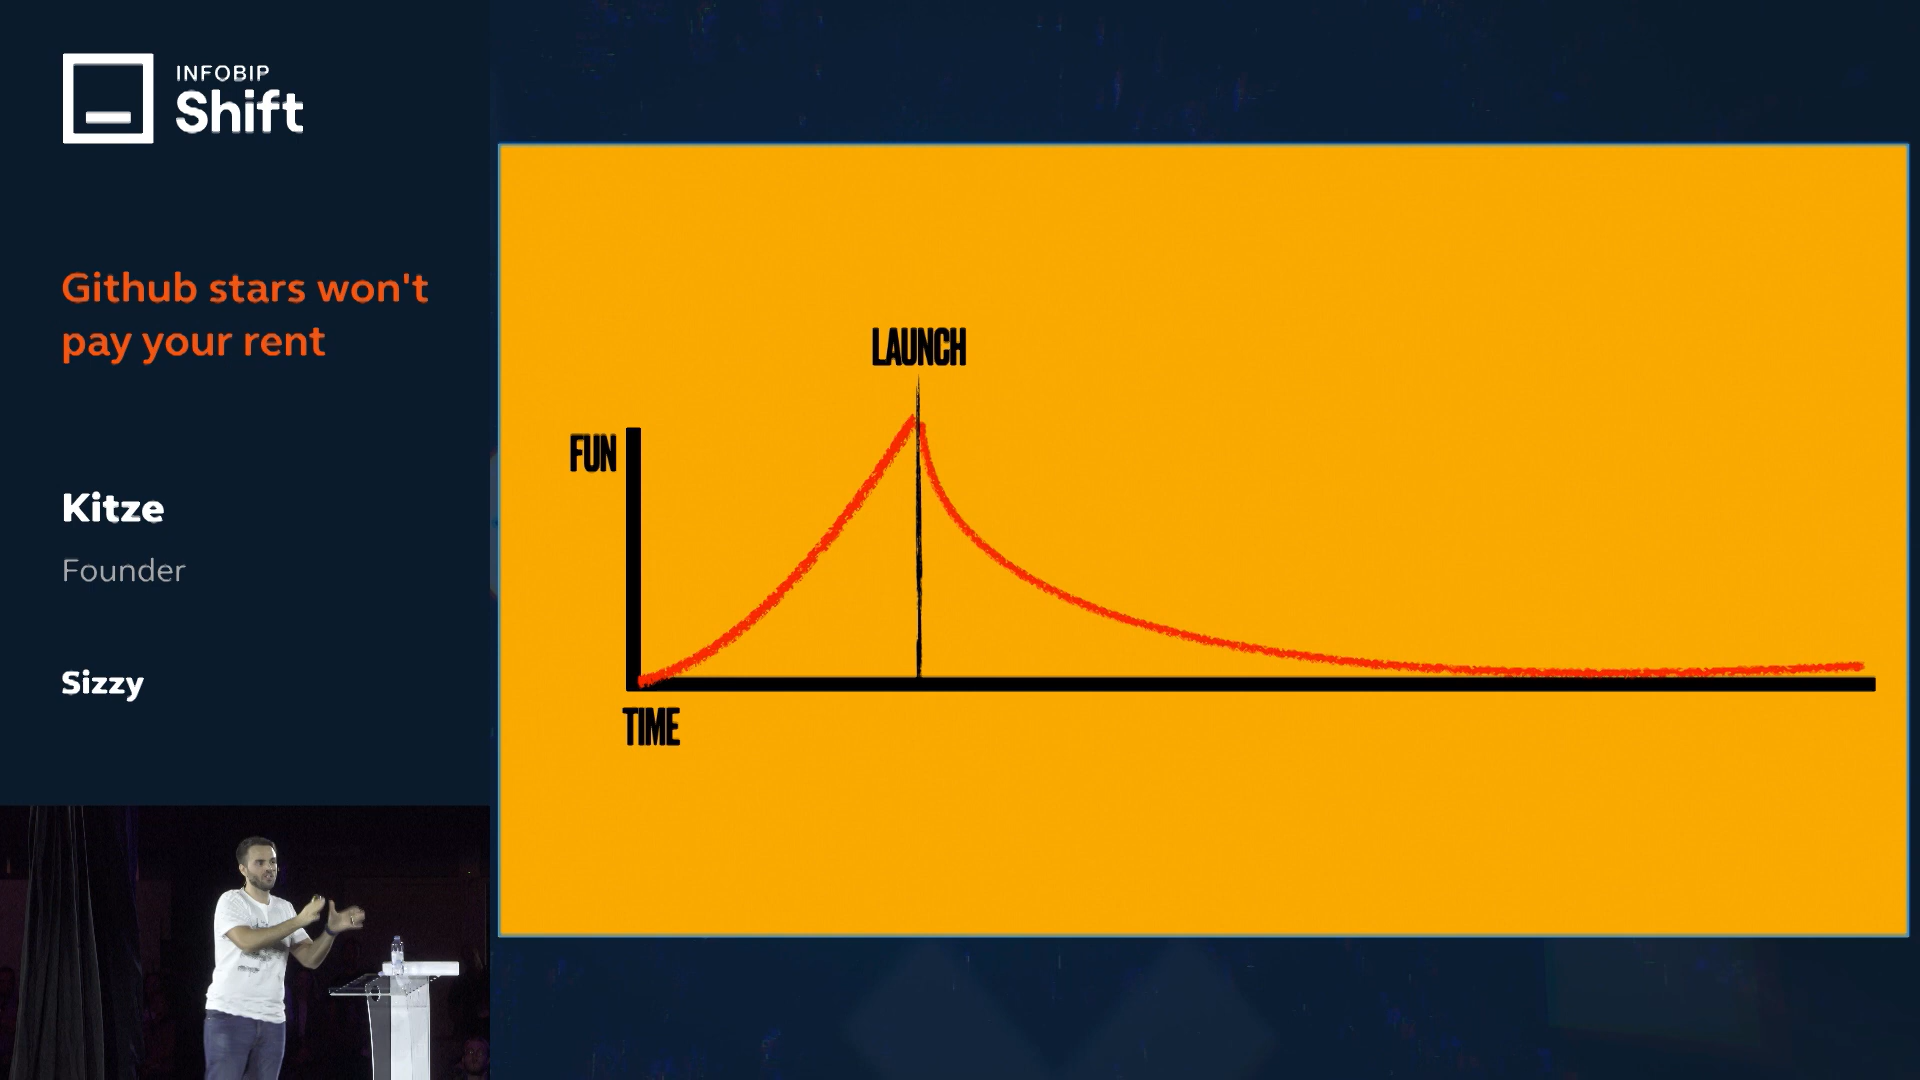 INFOBIP
Shift
Github stars won't
pay your rent
Kitze
Founder
Sizzy
LAUNCH
FUN
TIME